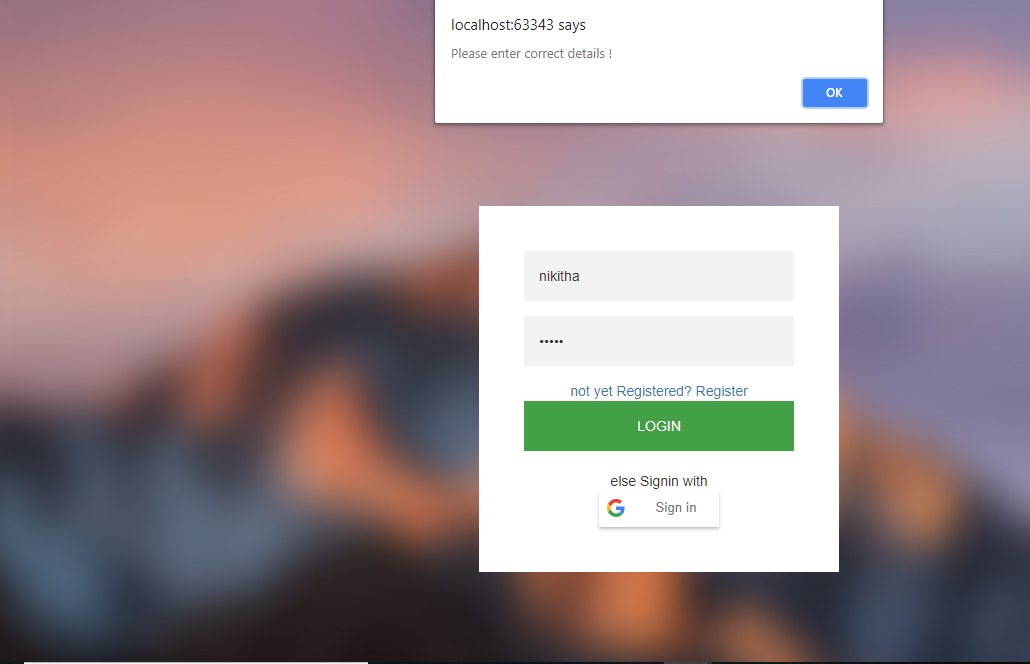 localhost:63343 says
Please enter correct details !
OK
nikitha
•••••
not yet Registered? Register
LOGIN
else Signin with
Sign in